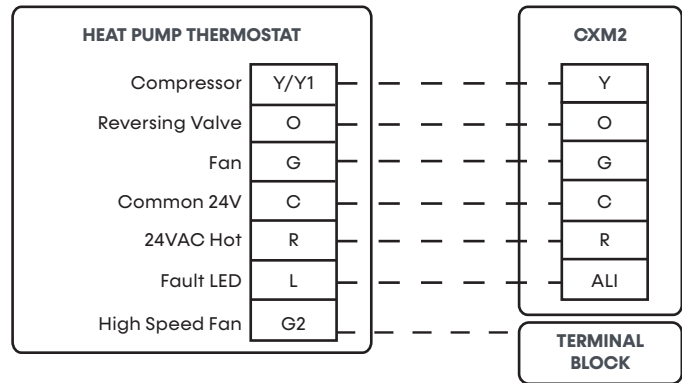 HEAT PUMP THERMOSTAT CXM2
Compressor Y/Y1 Y
Reversing Valve O O
Fan G G
Common 24V C C
24VAC Hot R R
Fault LED L AL1
High Speed Fan G2
TERMINAL
BLOCK